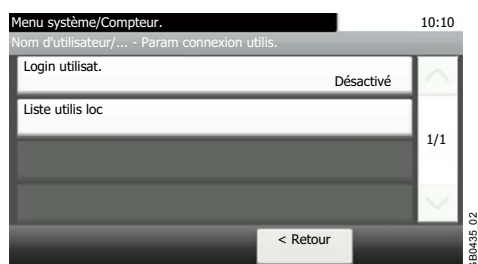 Menu système/Compteur. 10:10
Nom d'utilisateur/... - Param connexion utilis.
Login utilisat.
Désactivé
Liste utilis loc
1/1
< Retour
GB0435_02